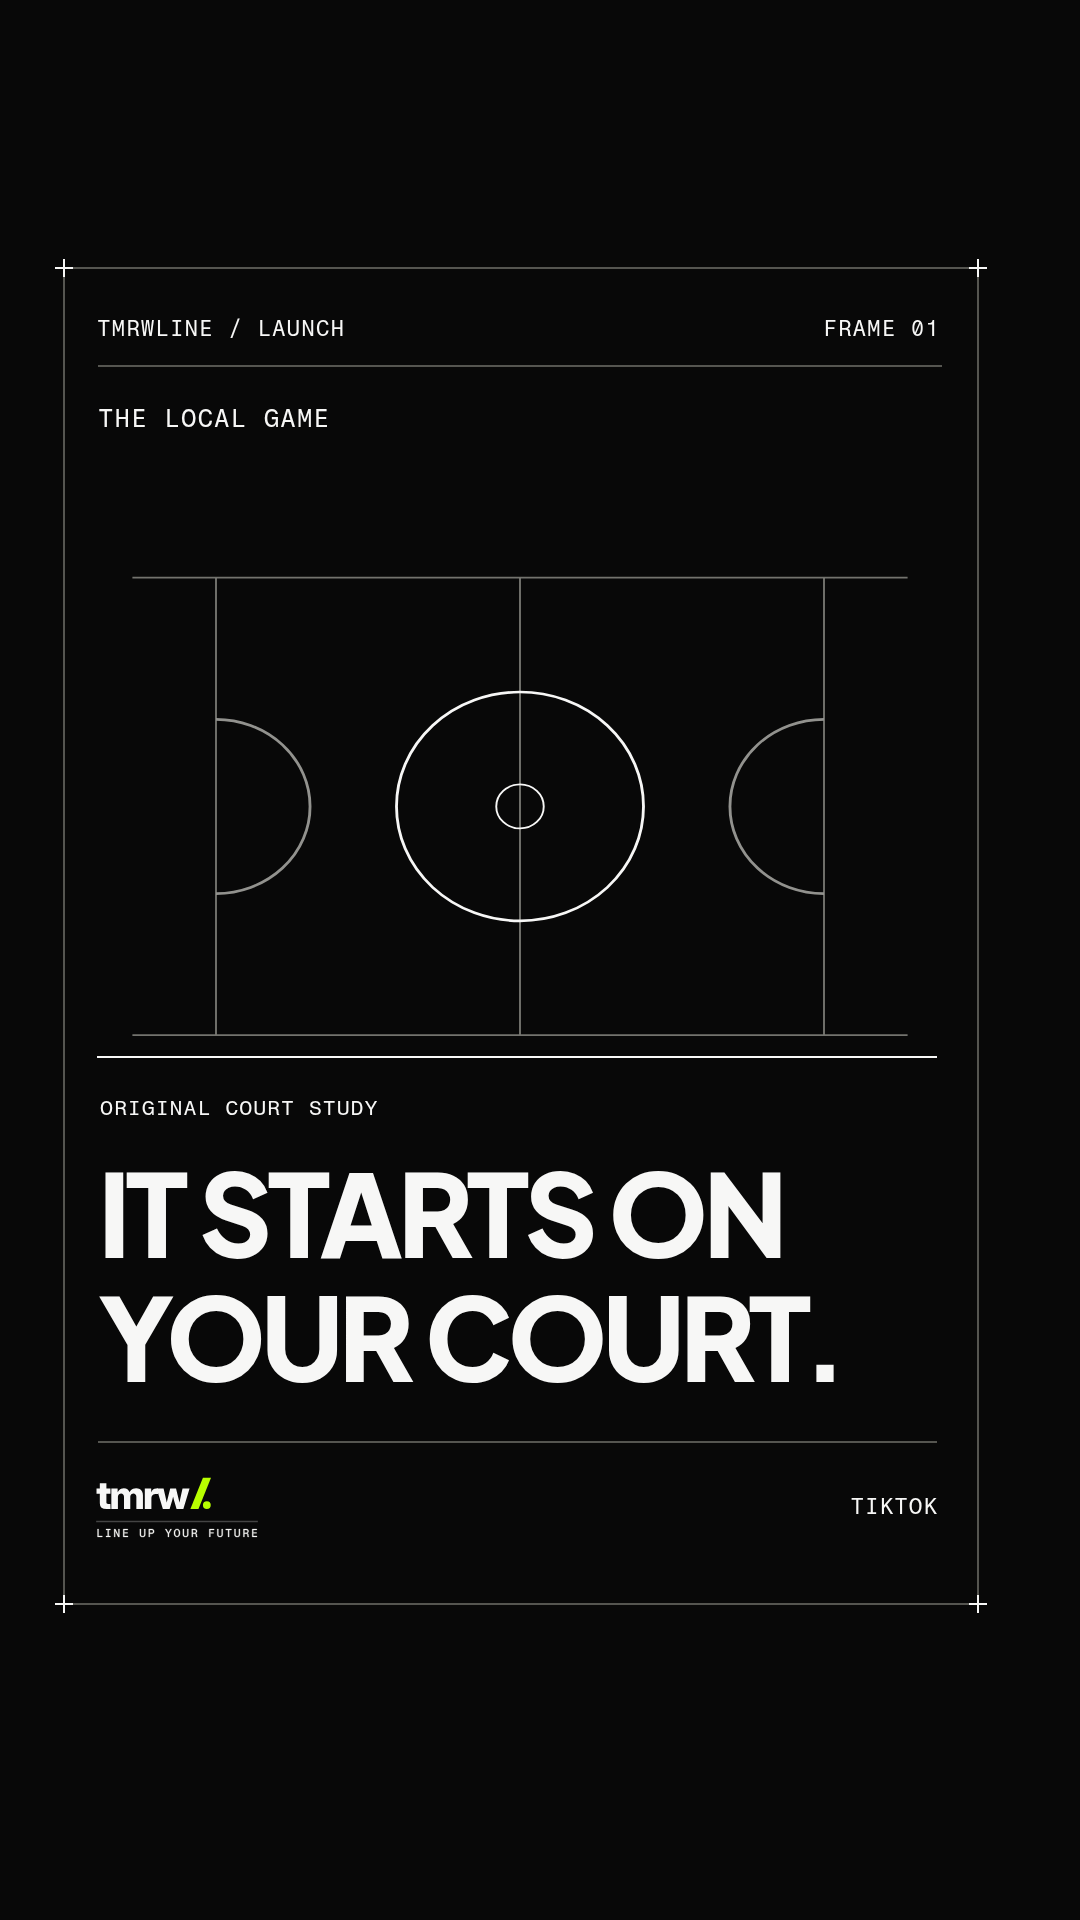 TMRWLINE / LAUNCH
FRAME 01
THE LOCAL GAME
ORIGINAL COURT STUDY
IT STARTS ON
YOUR COURT.
tmrw/.
LINE UP YOUR FUTURE
TIKTOK